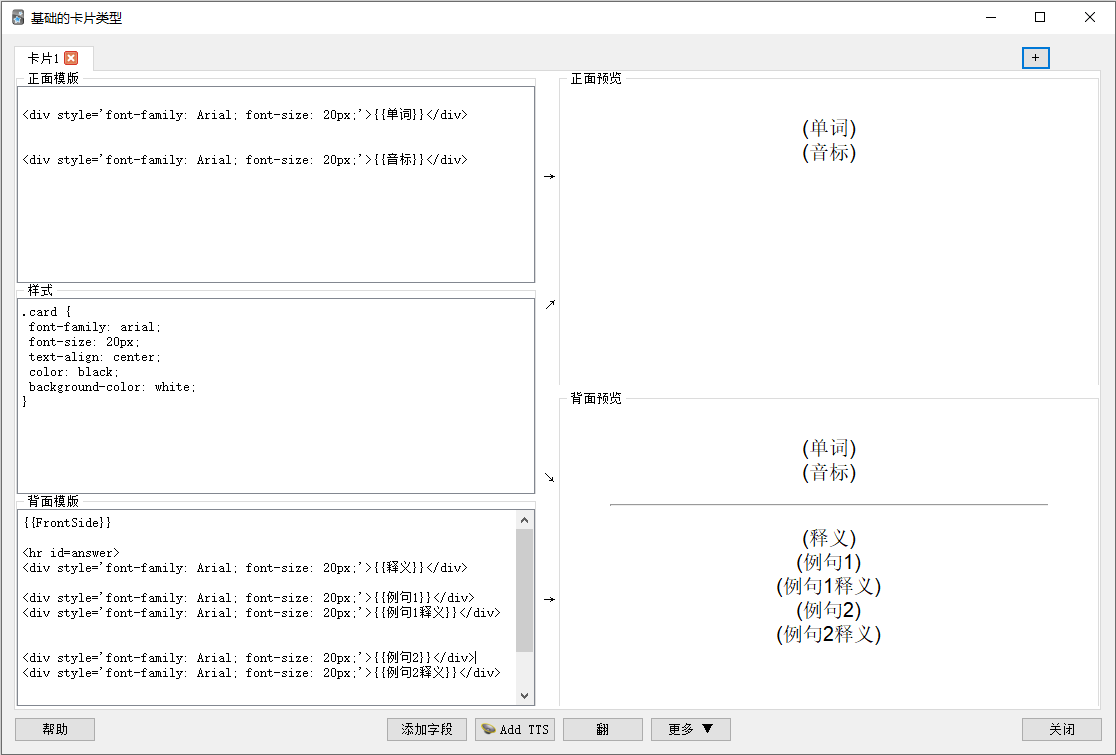 基础的卡片类型
卡片1
+
正面模版
<div style='font-family: Arial; font-size: 20px;'>{{单词}}</div>
<div style='font-family: Arial; font-size: 20px;'>{{音标}}</div>
样式
.card {
font-family: arial;
font-size: 20px;
text-align: center;
color: black;
background-color: white;
}
背面模版
{{FrontSide}}
<hr id=answer>
<div style='font-family: Arial; font-size: 20px;'>{{释义}}</div>
<div style='font-family: Arial; font-size: 20px;'>{{例句1}}</div>
<div style='font-family: Arial; font-size: 20px;'>{{例句1释义}}</div>
<div style='font-family: Arial; font-size: 20px;'>{{例句2}}</div>
<div style='font-family: Arial; font-size: 20px;'>{{例句2释义}}</div>
→
↗
↘
→
正面预览
(单词)
(音标)
背面预览
(单词)
(音标)
(释义)
(例句1)
(例句1释义)
(例句2)
(例句2释义)
帮助
添加字段
Add TTS
翻
更多 ▼
关闭